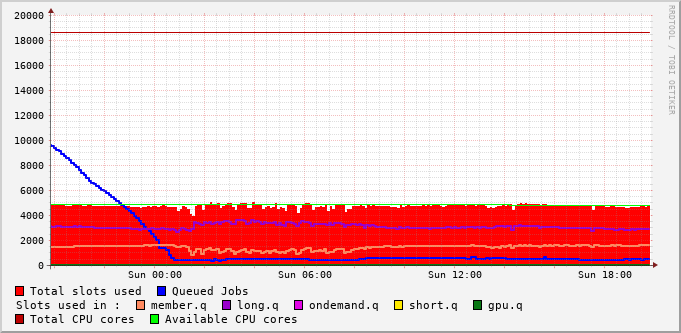 20000
18000
16000
14000
12000
10000
8000
6000
4000
2000
0
Sun 00:00 Sun 06:00 Sun 12:00 Sun 18:00
Total slots used Queued Jobs
Slots used in : member.q long.q ondemand.q short.q gpu.q
Total CPU cores Available CPU cores
RRDTOOL / TOBI OETIKER